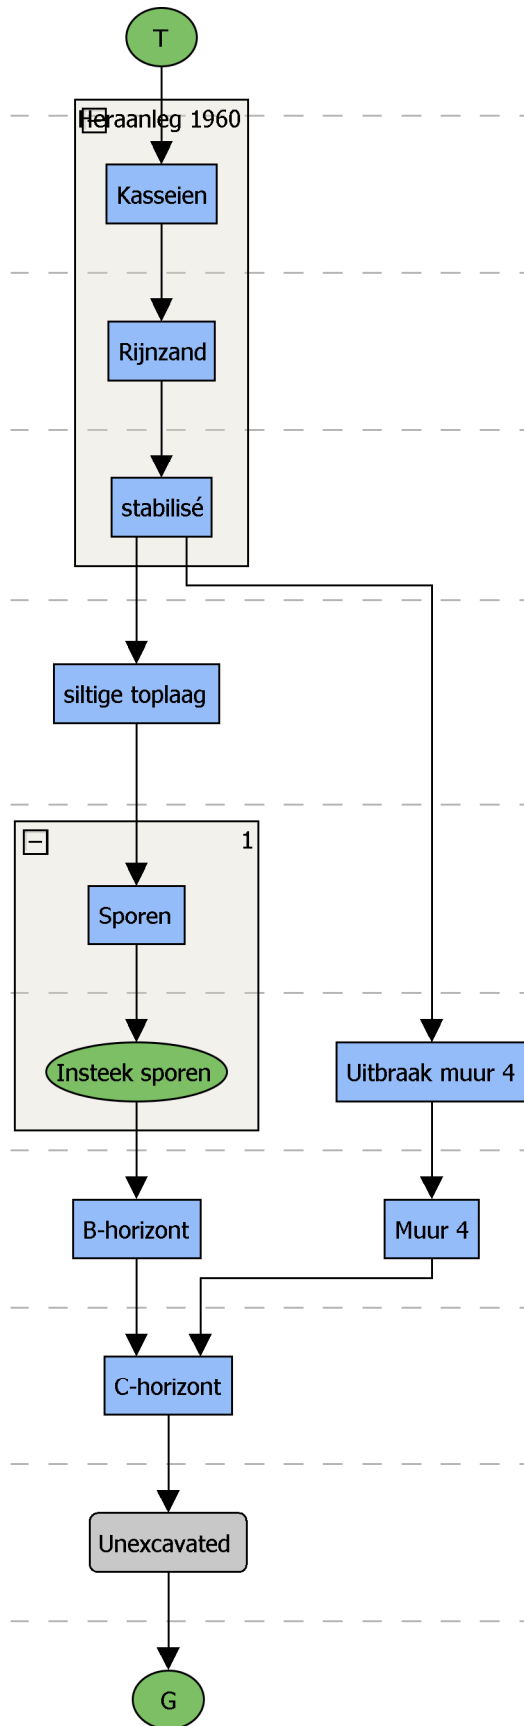 T
Heraanleg 1960
Kasseien
Rijnzand
stabilisé
siltige toplaag
1
Sporen
Insteek sporen
Uitbraak muur 4
B-horizont
Muur 4
C-horizont
Unexcavated
G